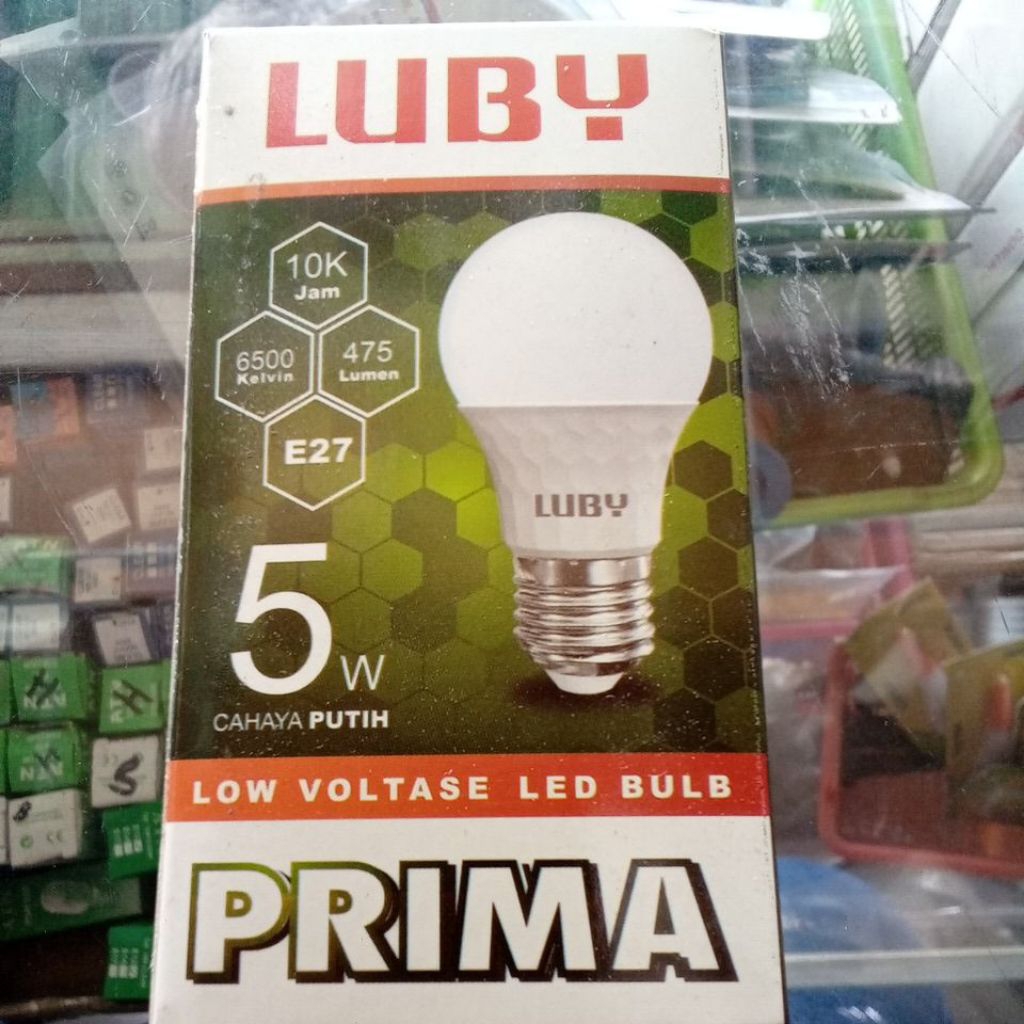 LUBY
10K
Jam
6500
Kelvin
475
Lumen
E27
LUBY
5 W
CAHAYA PUTIH
LOW VOLTASE LED BULB
PRIMA